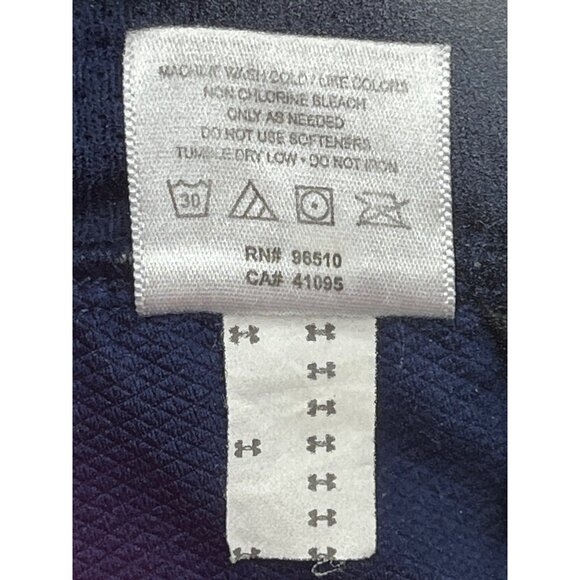 MACHINE WASH COLD / LIKE COLORS
NON CHLORINE BLEACH
ONLY AS NEEDED
DO NOT USE SOFTENERS
TUMBLE DRY LOW • DO NOT IRON
30
RN# 96510
CA# 41095